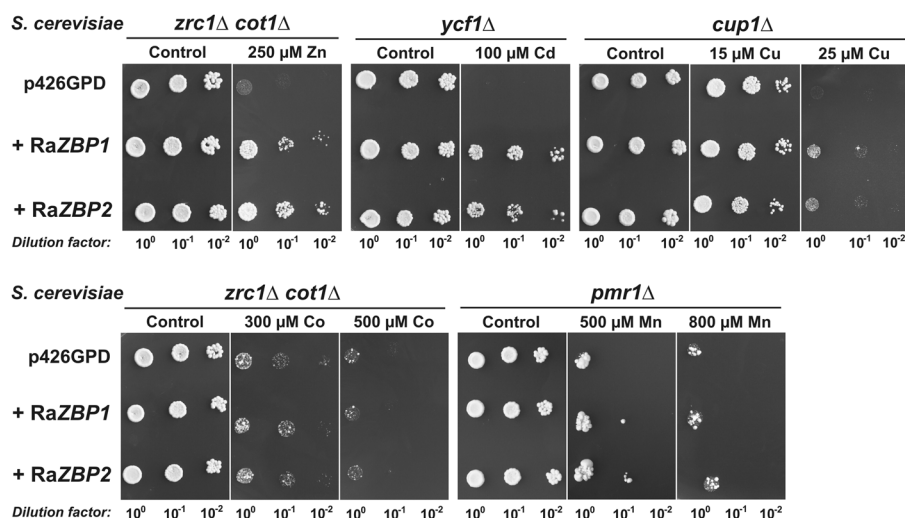 S. cerevisiae zrc1Δ cot1Δ ycf1Δ cup1Δ
Control 250 µM Zn Control 100 µM Cd Control 15 µM Cu 25 µM Cu
p426GPD
+ RaZBP1
+ RaZBP2
Dilution factor: 10⁰ 10⁻¹ 10⁻² 10⁰ 10⁻¹ 10⁻² 10⁰ 10⁻¹ 10⁻² 10⁰ 10⁻¹ 10⁻² 10⁰ 10⁻¹ 10⁻² 10⁰ 10⁻¹ 10⁻² 10⁰ 10⁻¹ 10⁻²
S. cerevisiae zrc1Δ cot1Δ pmr1Δ
Control 300 µM Co 500 µM Co Control 500 µM Mn 800 µM Mn
p426GPD
+ RaZBP1
+ RaZBP2
Dilution factor: 10⁰ 10⁻¹ 10⁻² 10⁰ 10⁻¹ 10⁻² 10⁰ 10⁻¹ 10⁻² 10⁰ 10⁻¹ 10⁻² 10⁰ 10⁻¹ 10⁻² 10⁰ 10⁻¹ 10⁻²